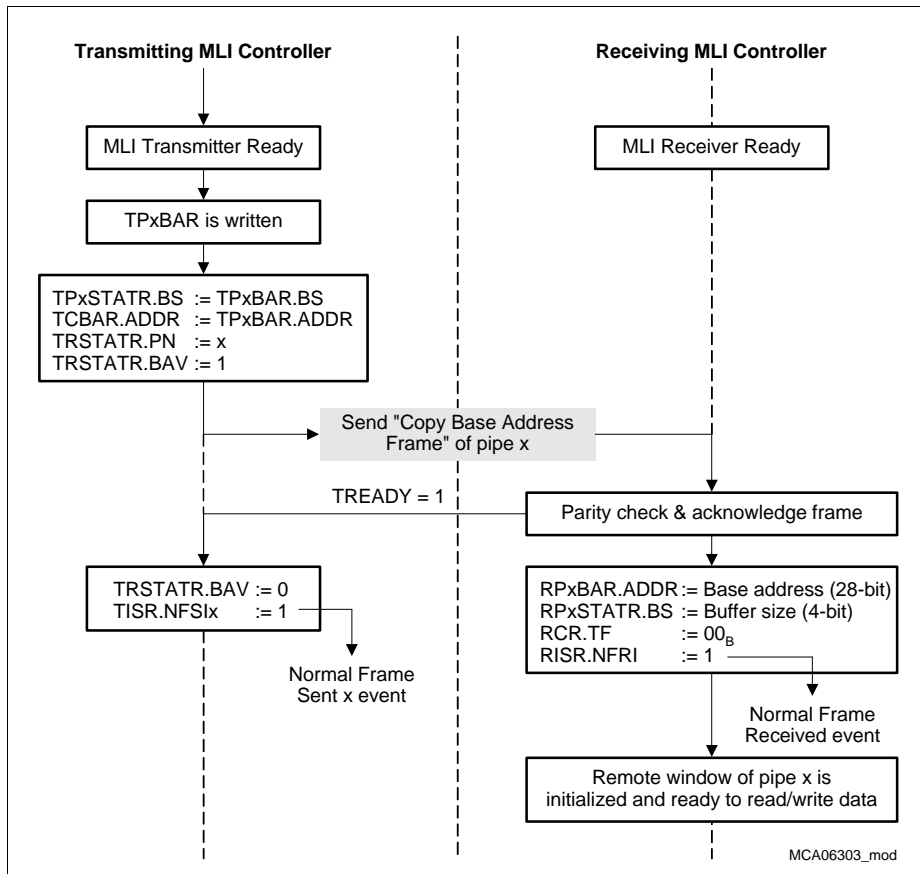 Transmitting MLI Controller
Receiving MLI Controller
MLI Transmitter Ready
MLI Receiver Ready
TPxBAR is written
TPxSTATR.BS := TPxBAR.BS
TCBAR.ADDR := TPxBAR.ADDR
TRSTATR.PN := x
TRSTATR.BAV := 1
Send "Copy Base Address
Frame" of pipe x
TREADY = 1
Parity check & acknowledge frame
TRSTATR.BAV := 0
TISR.NFSIx := 1
Normal Frame
Sent x event
RPxBAR.ADDR := Base address (28-bit)
RPxSTATR.BS := Buffer size (4-bit)
RCR.TF := 00B
RISR.NFRI := 1
Normal Frame
Received event
Remote window of pipe x is
initialized and ready to read/write data
MCA06303_mod